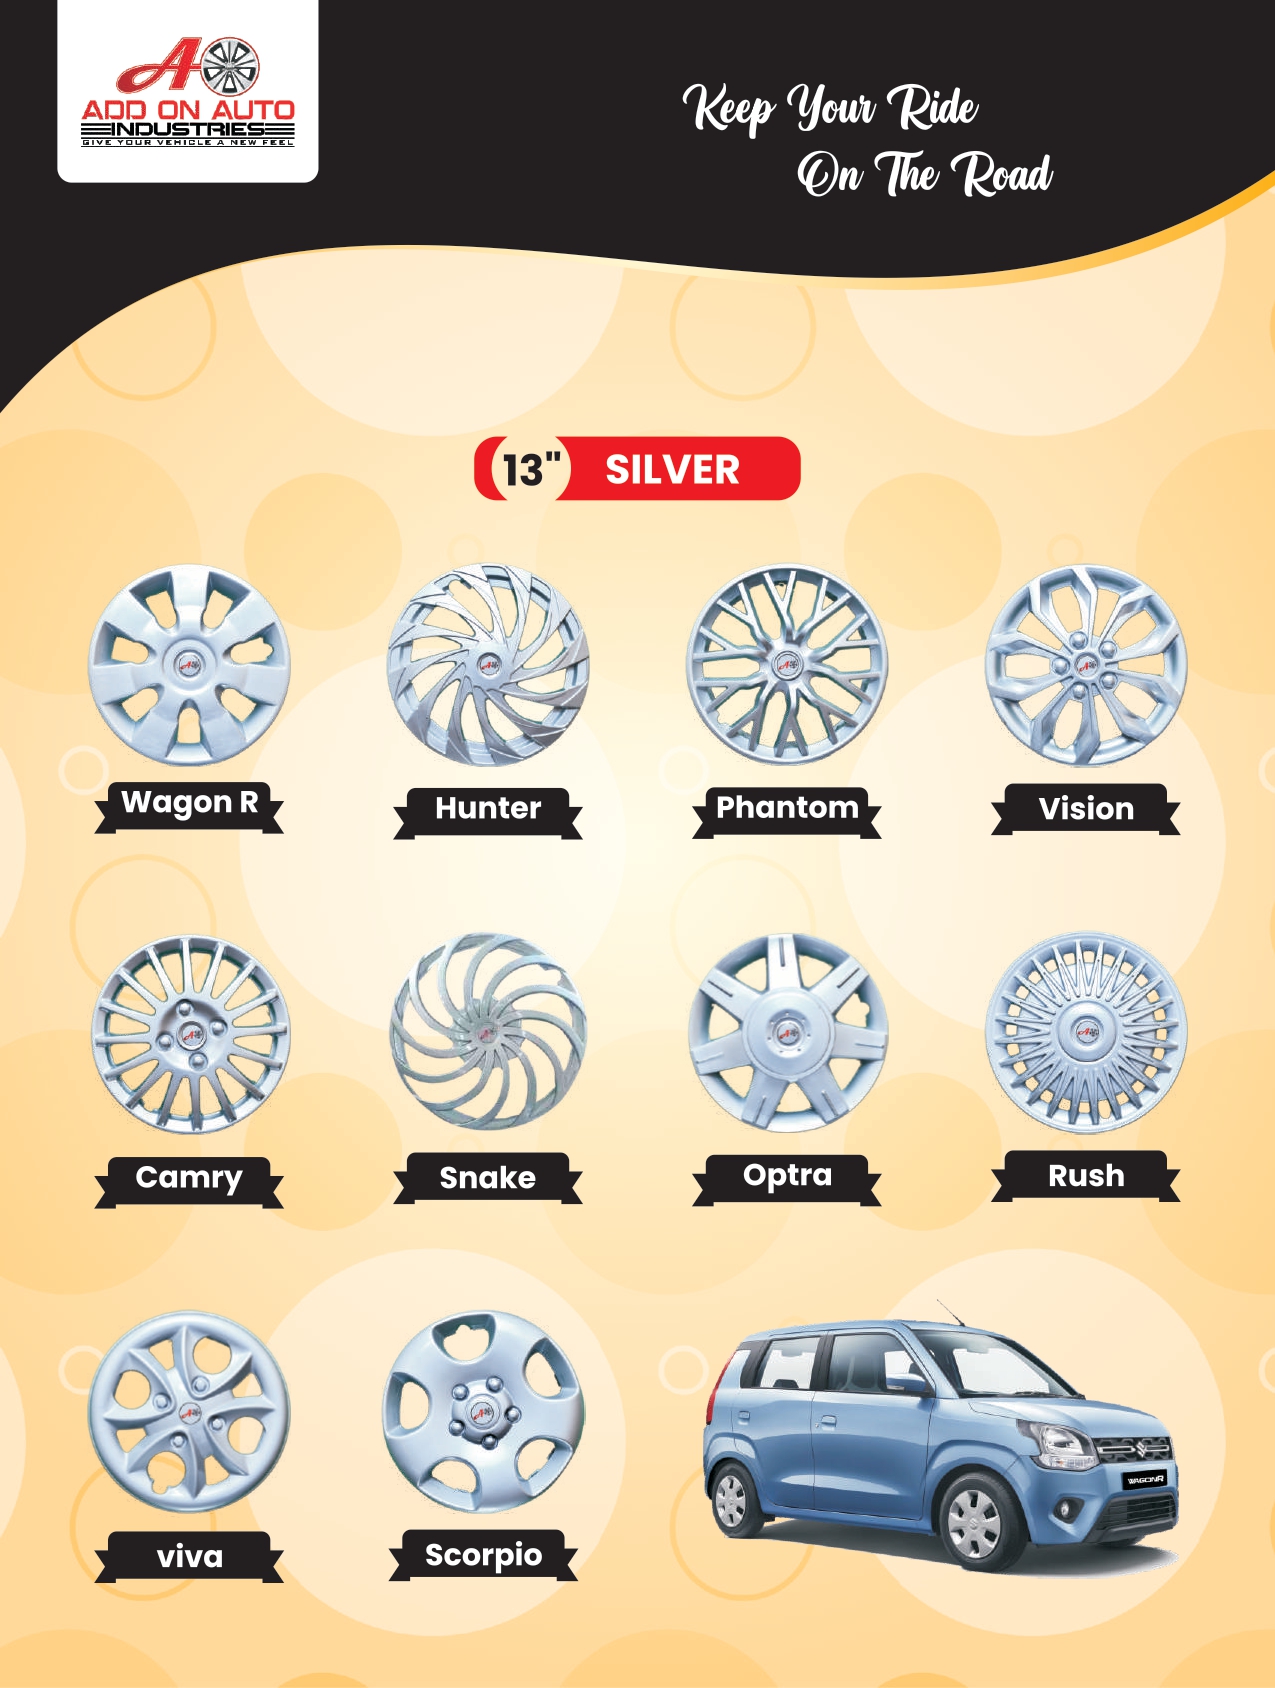 A
ADD ON AUTO
INDUSTRIES
GIVE YOUR VEHICLE A NEW FEEL
Keep Your Ride
On The Road
13" SILVER
Wagon R
Hunter
Phantom
Vision
Camry
Snake
Optra
Rush
viva
Scorpio
WAGONR